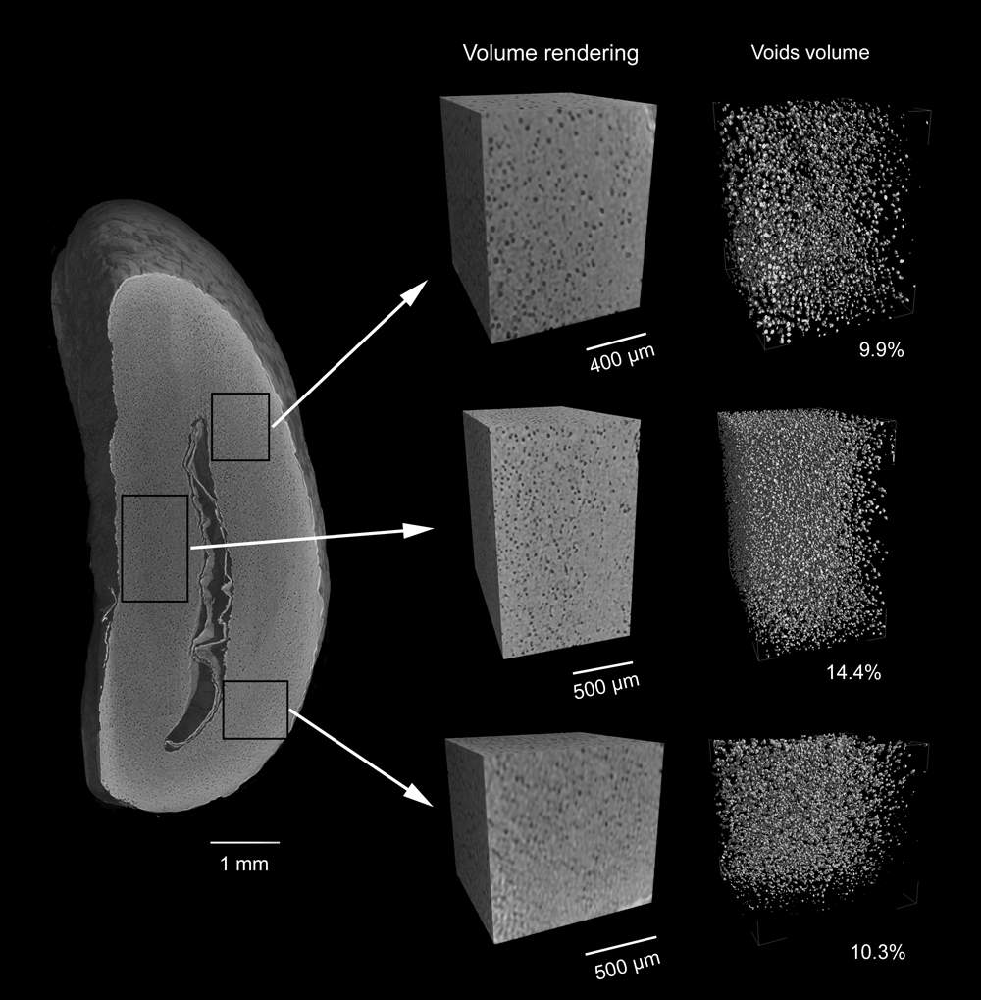 Volume rendering
Voids volume
400 µm
9.9%
500 µm
14.4%
1 mm
500 µm
10.3%